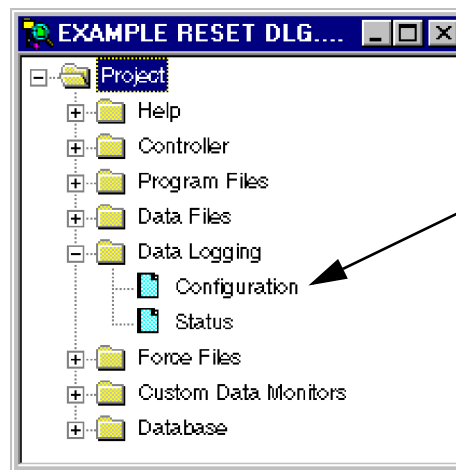 EXAMPLE RESET DLG....
Project
Help
Controller
Program Files
Data Files
Data Logging
Configuration
Status
Force Files
Custom Data Monitors
Database